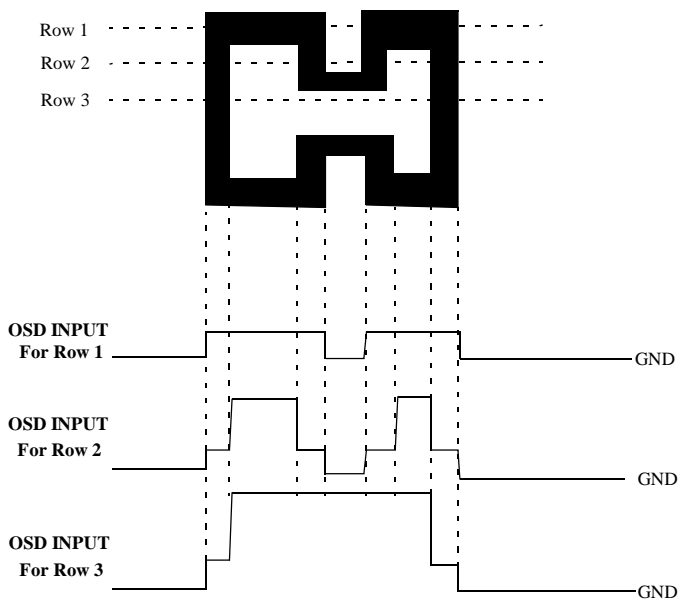 Row 1
Row 2
Row 3
OSD INPUT
For Row 1
GND
OSD INPUT
For Row 2
GND
OSD INPUT
For Row 3
GND